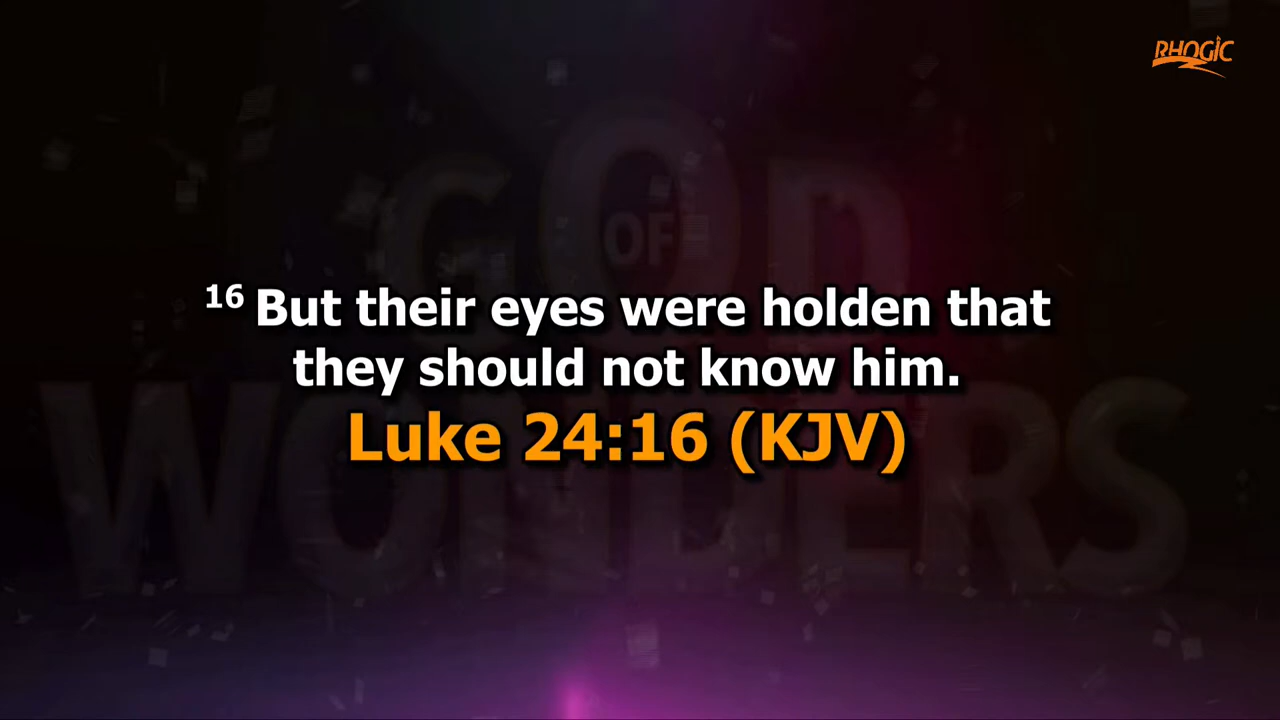 RHOGIC
GOD
OF
16 But their eyes were holden that
they should not know him.
Luke 24:16 (KJV)
WONDERS